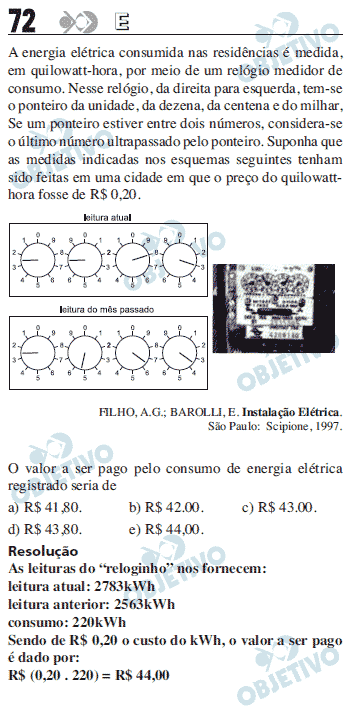 72 E
A energia elétrica consumida nas residências é medida,
em quilowatt-hora, por meio de um relógio medidor de
consumo. Nesse relógio, da direita para esquerda, tem-se
o ponteiro da unidade, da dezena, da centena e do milhar,
Se um ponteiro estiver entre dois números, considera-se
o último número ultrapassado pelo ponteiro. Suponha que
as medidas indicadas nos esquemas seguintes tenham
sido feitas em uma cidade em que o preço do quilowatt-
hora fosse de R$ 0,20.
leitura atual
leitura do mês passado
FILHO, A.G.; BAROLLI, E. Instalação Elétrica.
São Paulo: Scipione, 1997.
O valor a ser pago pelo consumo de energia elétrica
registrado seria de
a) R$ 41,80. b) R$ 42.00. c) R$ 43.00.
d) R$ 43,80. e) R$ 44,00.
Resolução
As leituras do “reloginho” nos fornecem:
leitura atual: 2783kWh
leitura anterior: 2563kWh
consumo: 220kWh
Sendo de R$ 0,20 o custo do kWh, o valor a ser pago
é dado por:
R$ (0,20 . 220) = R$ 44,00
OBJETIVO